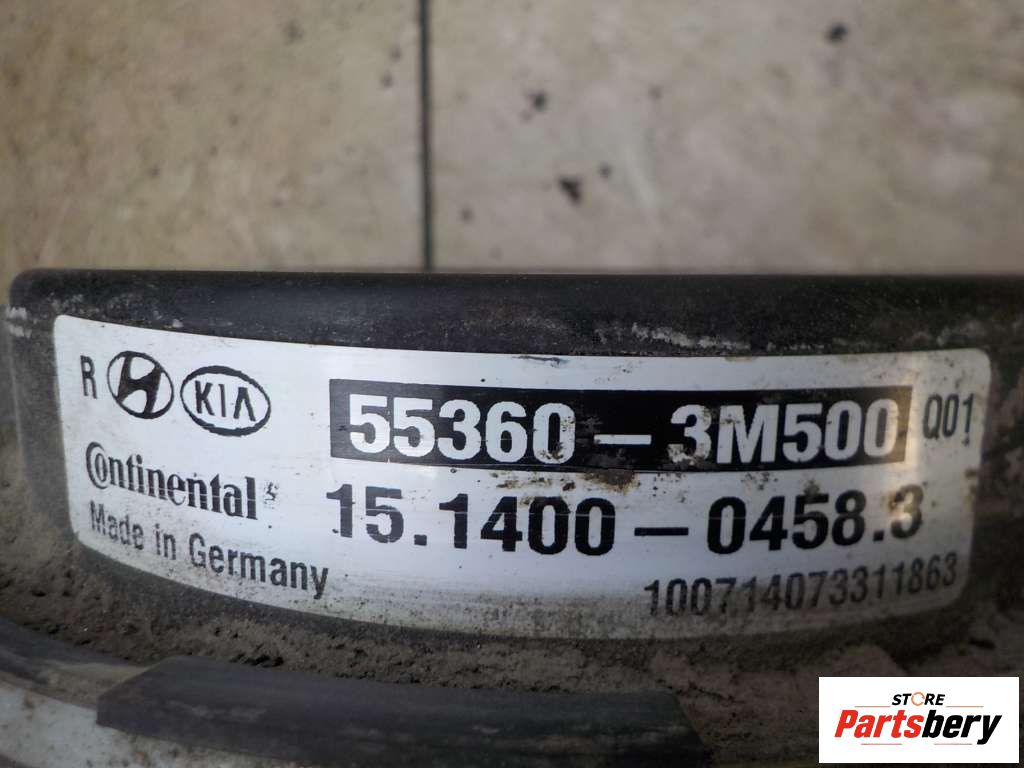 R KIA 55360-3M500 Q01
Continental 15.1400-0458.3
Made in Germany 100714073311863
STORE
Partsbery